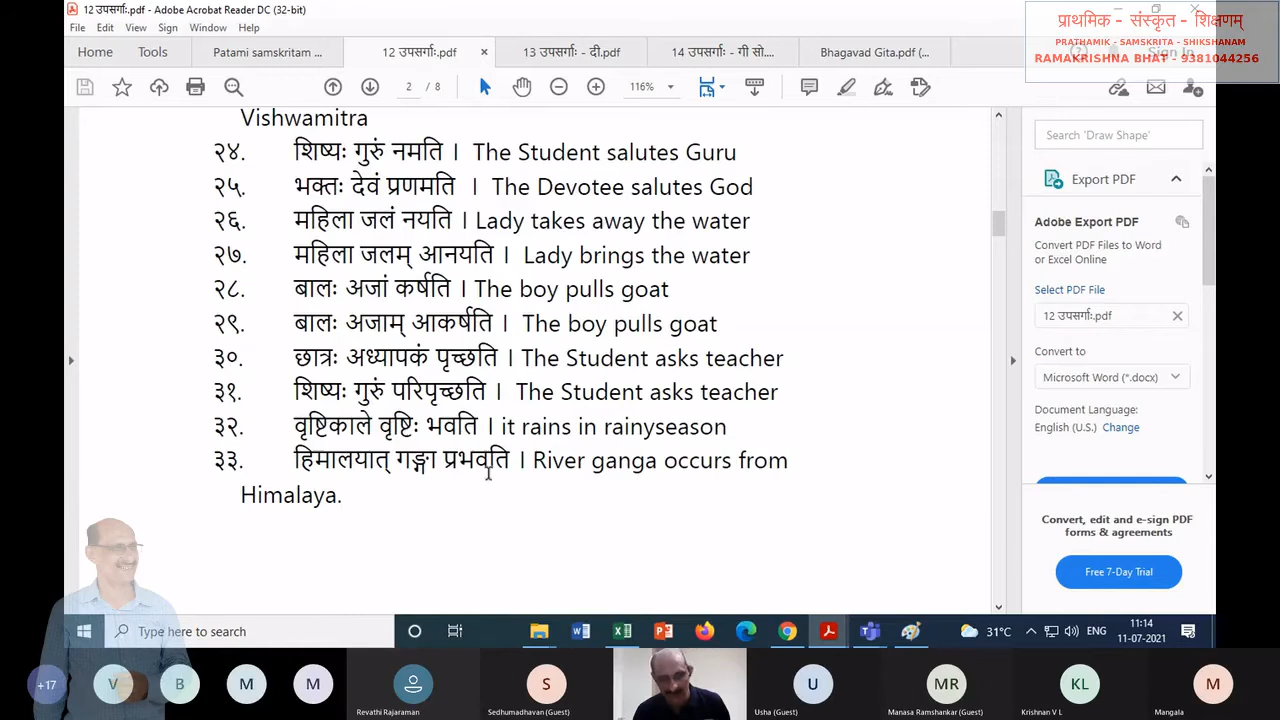 12 उपसर्गाः.pdf - Adobe Acrobat Reader DC (32-bit)
File Edit View Sign Window Help
प्राथमिक - संस्कृत - शिक्षणम्
PRATHAMIK - SAMSKRITA - SHIKSHANAM
RAMAKRISHNA BHAT - 9381044256
Sign In
Home Tools Patami samskritam ... 12 उपसर्गाः.pdf × 13 उपसर्गाः - दी.pdf 14 उपसर्गाः - गी सो.... Bhagavad Gita.pdf (...
2 / 8 116%
Vishwamitra
२४. शिष्यः गुरुं नमति । The Student salutes Guru
२५. भक्तः देवं प्रणमति । The Devotee salutes God
२६. महिला जलं नयति । Lady takes away the water
२७. महिला जलम् आनयति । Lady brings the water
२८. बालः अजां कर्षति । The boy pulls goat
२९. बालः अजाम् आकर्षति । The boy pulls goat
३०. छात्रः अध्यापकं पृच्छति । The Student asks teacher
३१. शिष्यः गुरुं परिपृच्छति । The Student asks teacher
३२. वृष्टिकाले वृष्टिः भवति । it rains in rainyseason
३३. हिमालयात् गङ्गा प्रभवति । River ganga occurs from
Himalaya.
Search 'Draw Shape'
Export PDF
Adobe Export PDF
Convert PDF Files to Word
or Excel Online
Select PDF File
12 उपसर्गाः.pdf ×
Convert to
Microsoft Word (*.docx)
Document Language:
English (U.S.) Change
Convert, edit and e-sign PDF
forms & agreements
Free 7-Day Trial
Type here to search
31°C ENG 11:14
11-07-2021
+17 V B M M S U MR KL M
Revathi Rajaraman Sedhumadhavan (Guest) Usha (Guest) Manasa Ramshankar (Guest) Krishnan V L Mangala